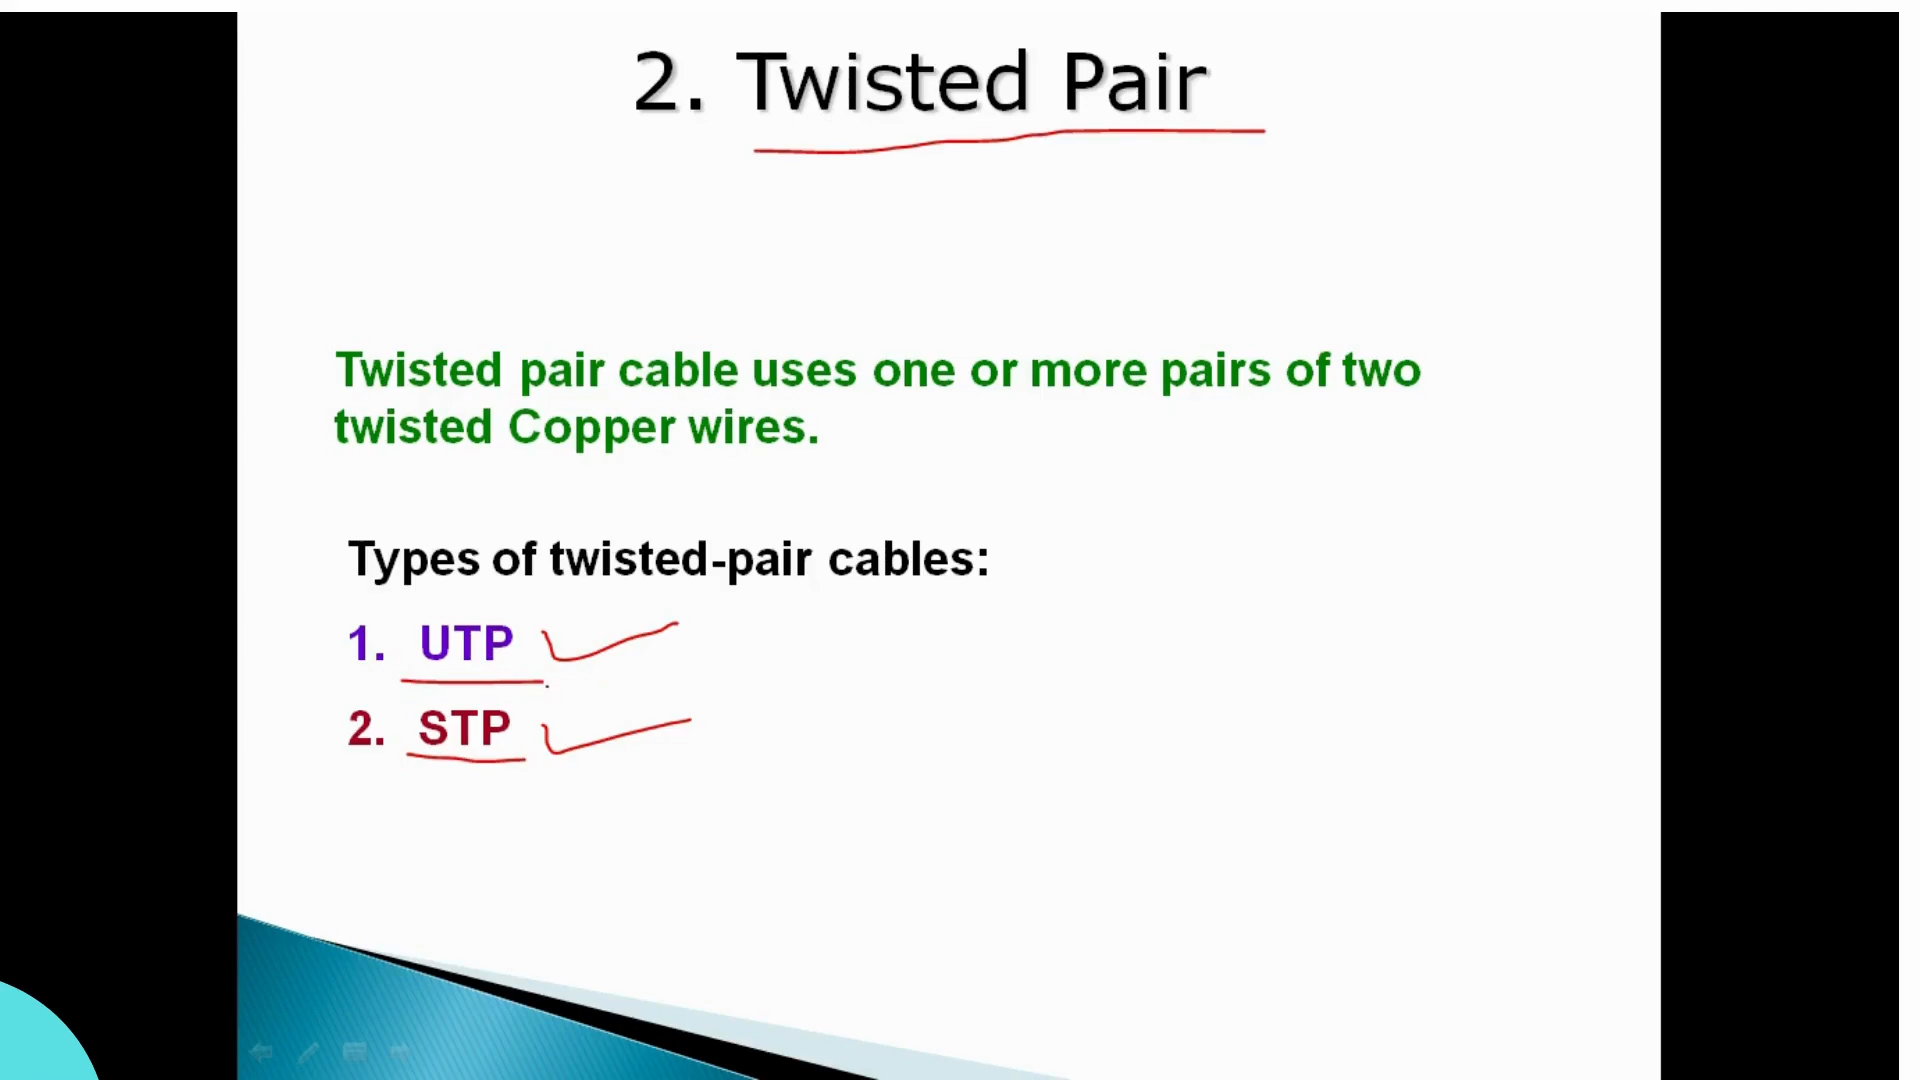 2. Twisted Pair
Twisted pair cable uses one or more pairs of two
twisted Copper wires.
Types of twisted-pair cables:
1. UTP
2. STP